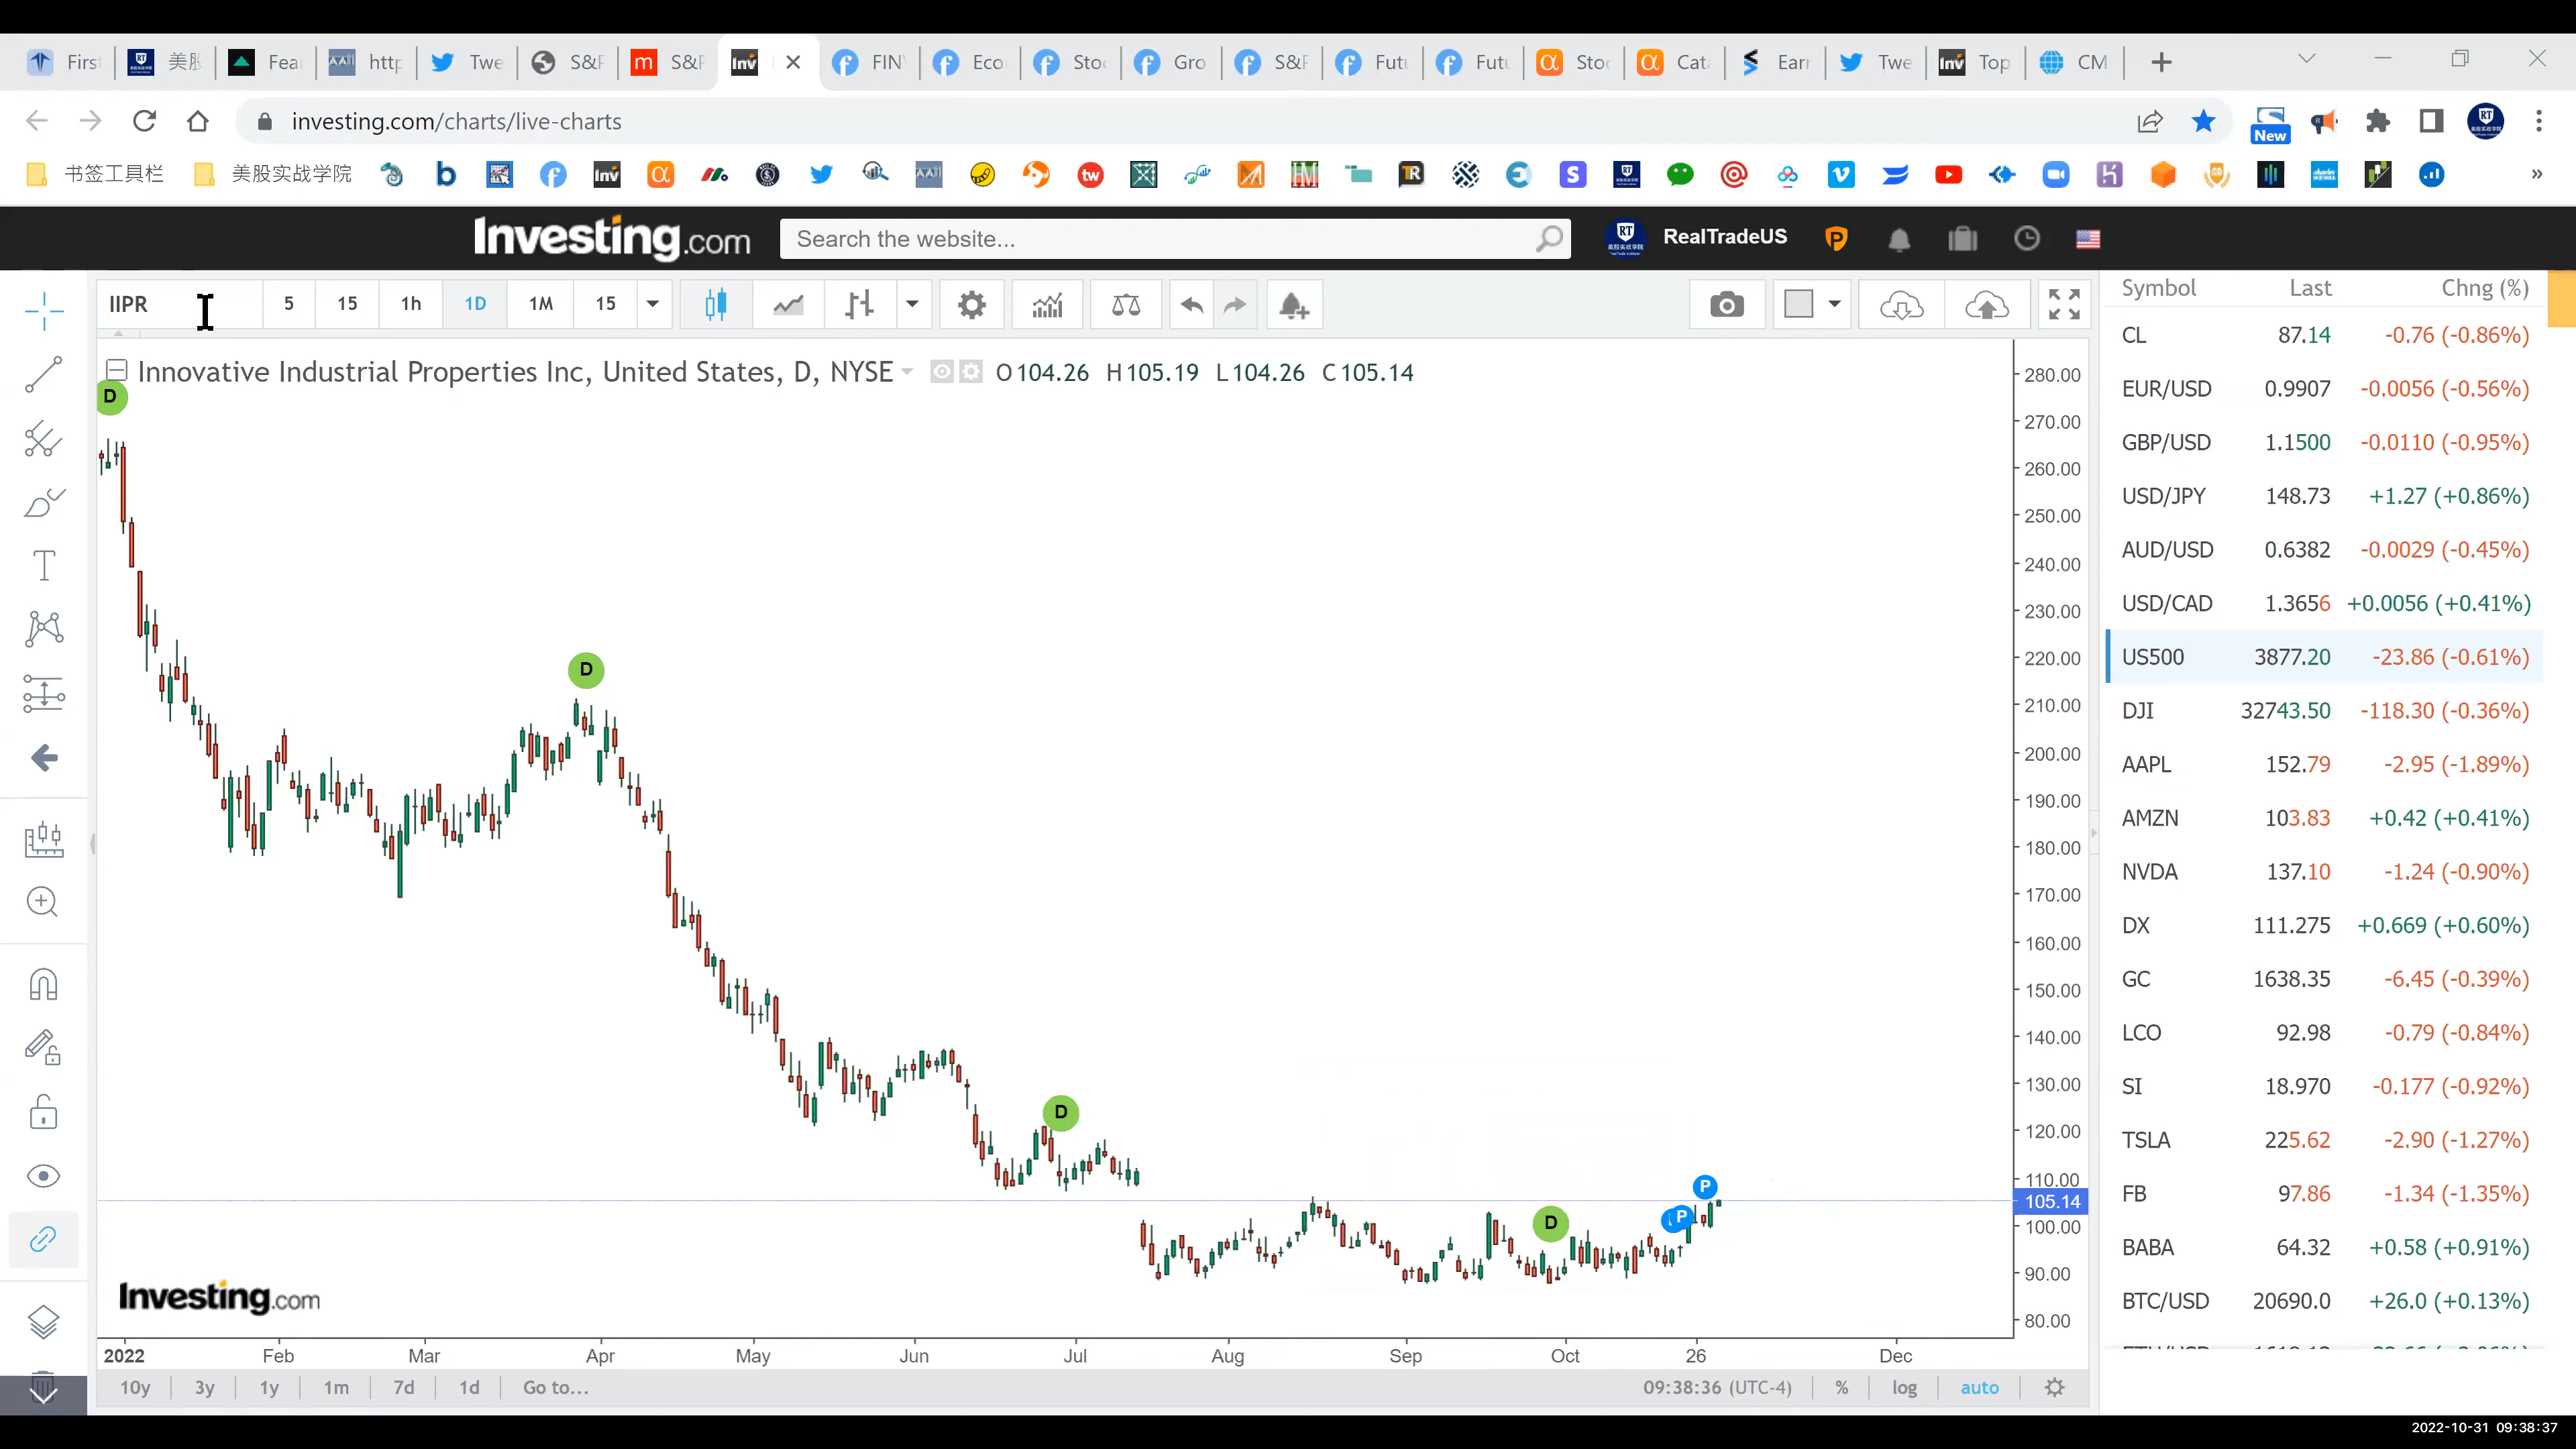 First 美股 Fear http Twe S&P S&P FIN Eco Stoc Gro S&P Futu Futu Stoc Cat Earr Twe Top CM
investing.com/charts/live-charts
New
书签工具栏 美股实战学院
Investing.com Search the website... RealTradeUS
IIPR 5 15 1h 1D 1M 15
Symbol Last Chng (%)
Innovative Industrial Properties Inc, United States, D, NYSE O104.26 H105.19 L104.26 C105.14
CL 87.14 -0.76 (-0.86%)
EUR/USD 0.9907 -0.0056 (-0.56%)
GBP/USD 1.1500 -0.0110 (-0.95%)
USD/JPY 148.73 +1.27 (+0.86%)
AUD/USD 0.6382 -0.0029 (-0.45%)
USD/CAD 1.3656 +0.0056 (+0.41%)
US500 3877.20 -23.86 (-0.61%)
DJI 32743.50 -118.30 (-0.36%)
AAPL 152.79 -2.95 (-1.89%)
AMZN 103.83 +0.42 (+0.41%)
NVDA 137.10 -1.24 (-0.90%)
DX 111.275 +0.669 (+0.60%)
GC 1638.35 -6.45 (-0.39%)
LCO 92.98 -0.79 (-0.84%)
SI 18.970 -0.177 (-0.92%)
TSLA 225.62 -2.90 (-1.27%)
FB 97.86 -1.34 (-1.35%)
BABA 64.32 +0.58 (+0.91%)
BTC/USD 20690.0 +26.0 (+0.13%)
280.00
270.00
260.00
250.00
240.00
230.00
220.00
210.00
200.00
190.00
180.00
170.00
160.00
150.00
140.00
130.00
120.00
110.00
105.14
100.00
90.00
80.00
D
D
D
D
P
P
Investing.com
2022 Feb Mar Apr May Jun Jul Aug Sep Oct 26 Dec
10y 3y 1y 1m 7d 1d Go to... 09:38:36 (UTC-4) % log auto
2022-10-31 09:38:37